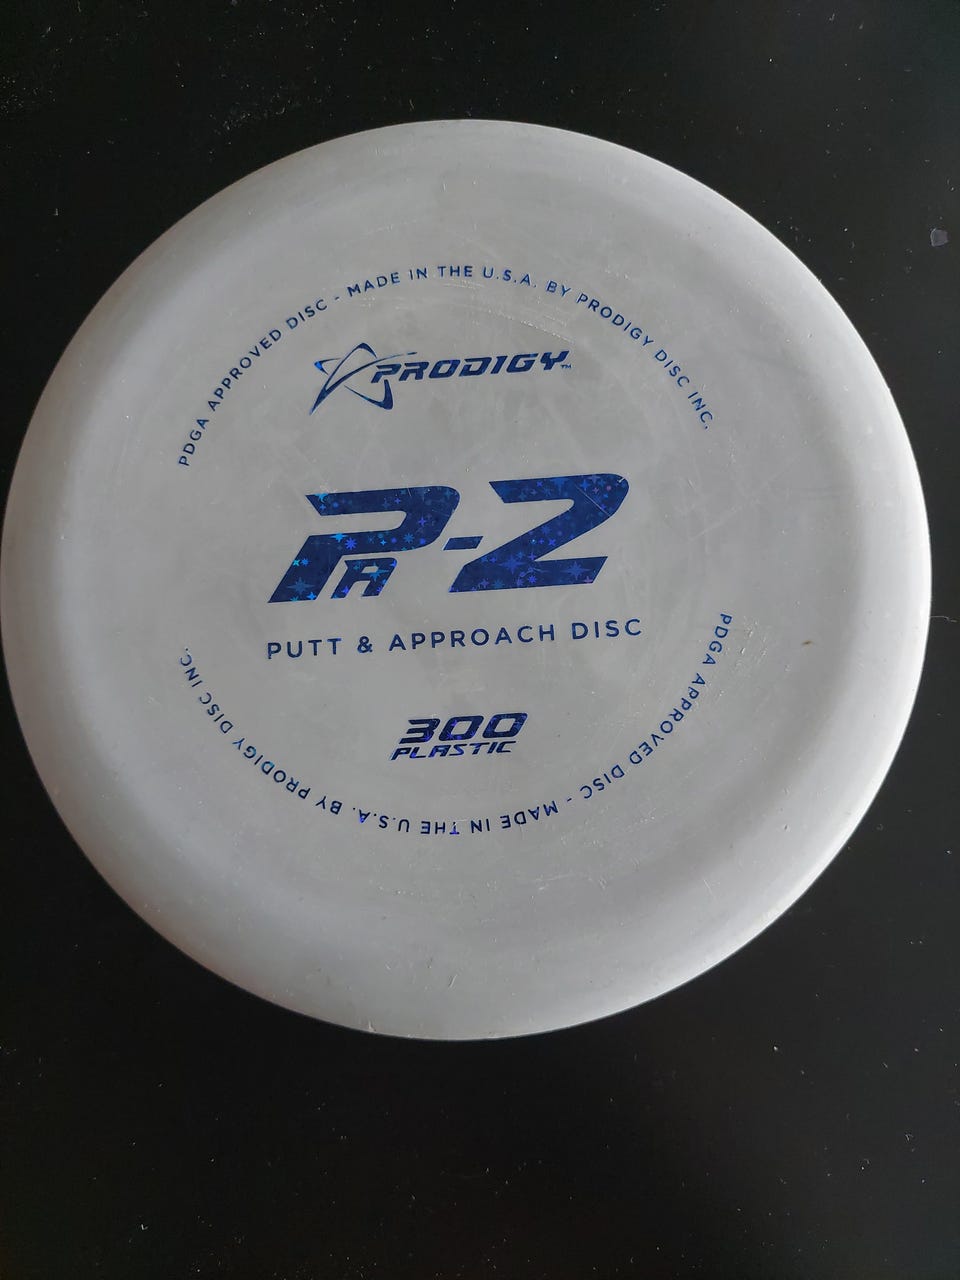 PDGA APPROVED DISC - MADE IN THE U.S.A. BY PRODIGY DISC INC.
PRODIGY™
PA-2
PUTT & APPROACH DISC
300
PLASTIC
PDGA APPROVED DISC - MADE IN THE U.S.A. BY PRODIGY DISC INC.